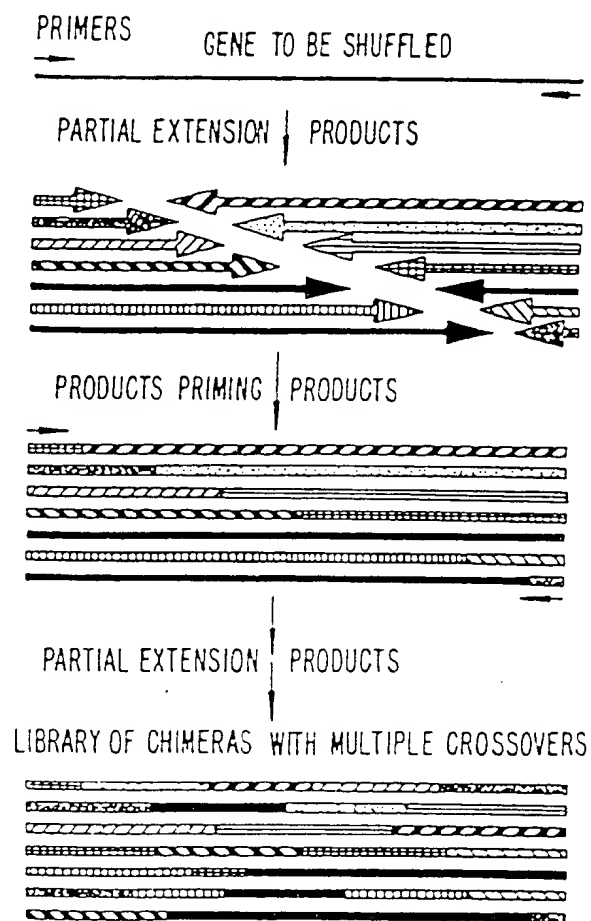 PRIMERS
GENE TO BE SHUFFLED
PARTIAL EXTENSION PRODUCTS
PRODUCTS PRIMING PRODUCTS
PARTIAL EXTENSION PRODUCTS
LIBRARY OF CHIMERAS WITH MULTIPLE CROSSOVERS